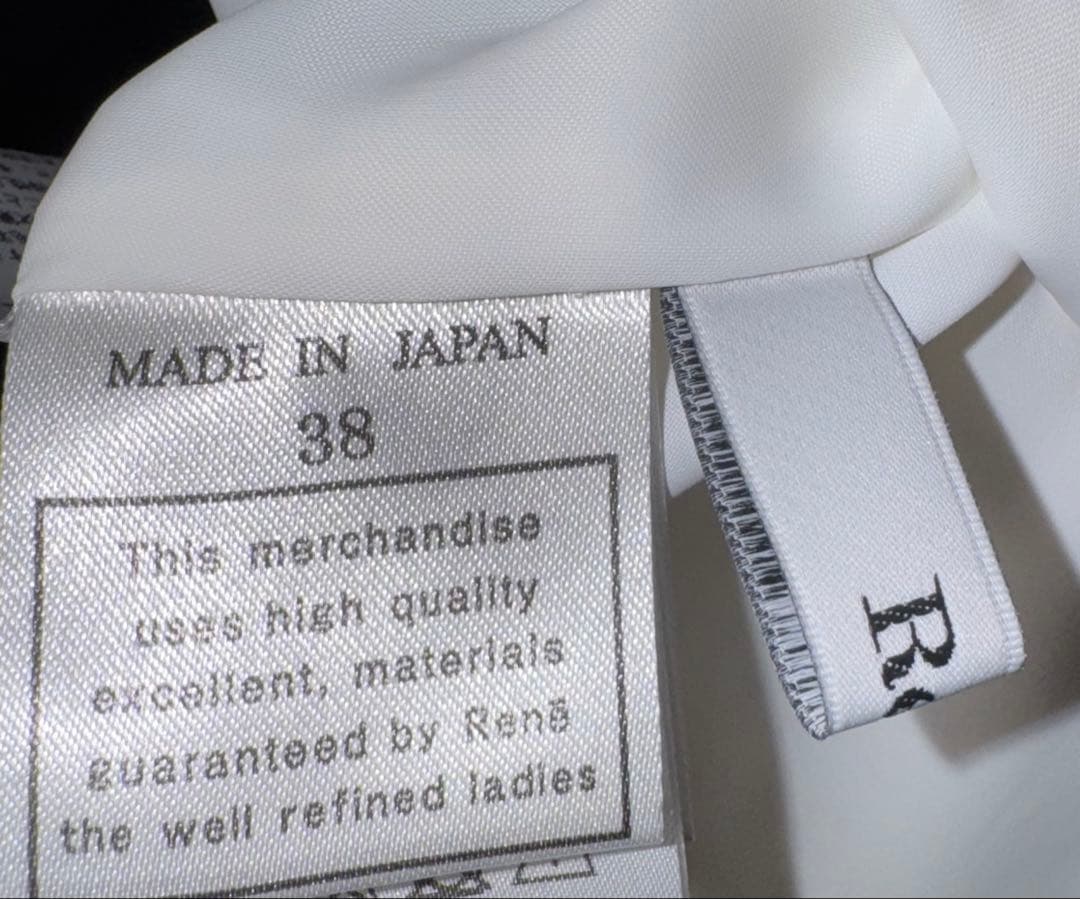 MADE IN JAPAN
38
This merchandise
uses high quality
excellent, materials
guaranteed by Renē
the well refined ladies